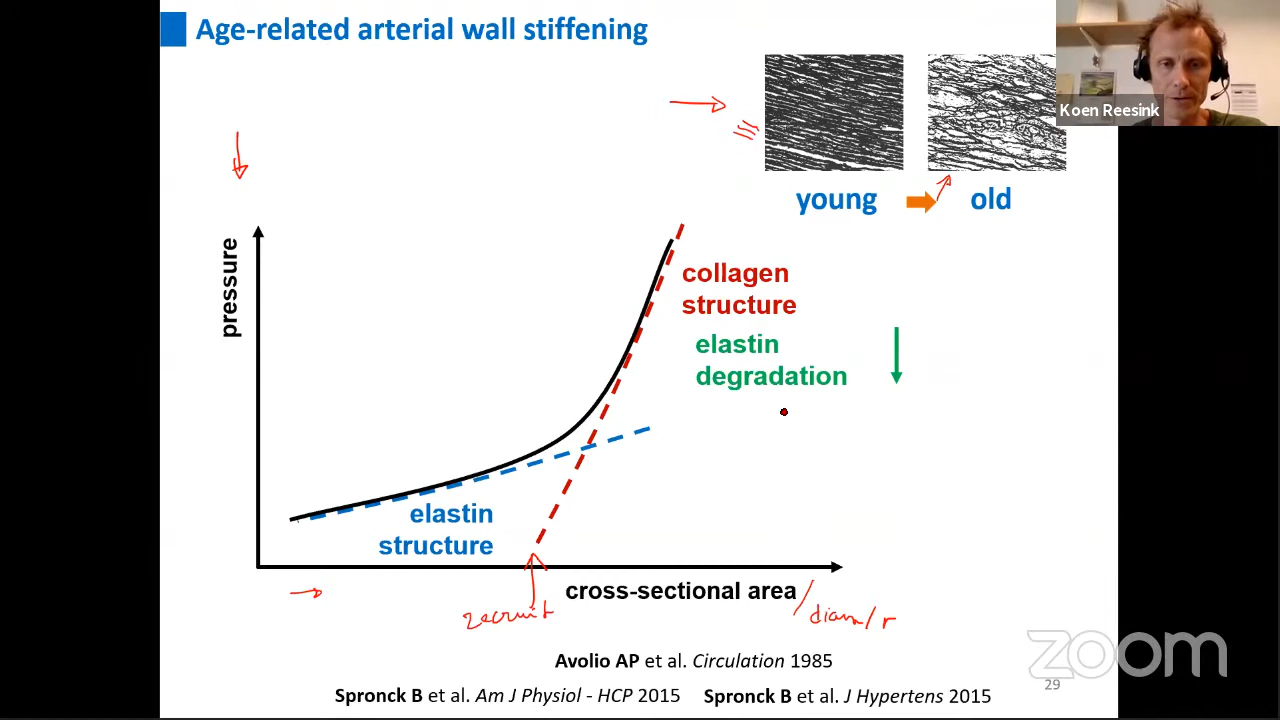 Age-related arterial wall stiffening
Koen Reesink
young
old
pressure
collagen
structure
elastin
degradation
elastin
structure
cross-sectional area
/ diam / r
recruit
Avolio AP et al. Circulation 1985
Spronck B et al. Am J Physiol - HCP 2015 Spronck B et al. J Hypertens 2015
zoom
29